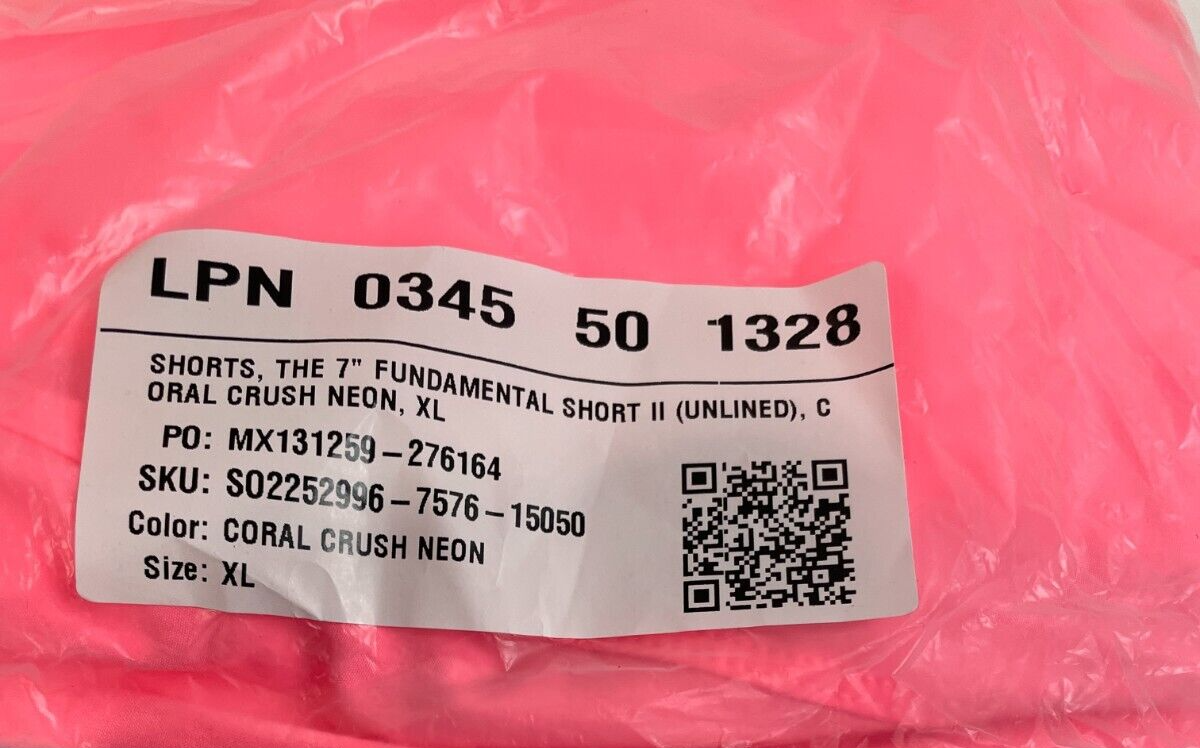 LPN 0345 50 1328
SHORTS, THE 7" FUNDAMENTAL SHORT II (UNLINED), C
ORAL CRUSH NEON, XL
PO: MX131259-276164
SKU: SO2252996-7576-15050
Color: CORAL CRUSH NEON
Size: XL